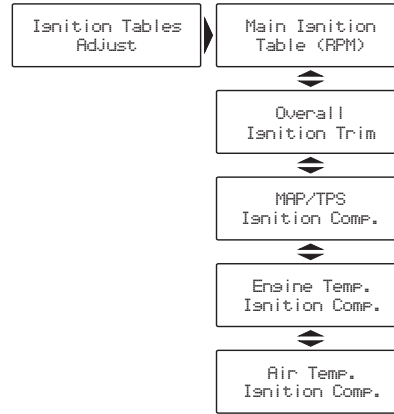 Ignition Tables
Adjust
Main Ignition
Table (RPM)
Overall
Ignition Trim
MAP/TPS
Ignition Comp.
Engine Temp.
Ignition Comp.
Air Temp.
Ignition Comp.